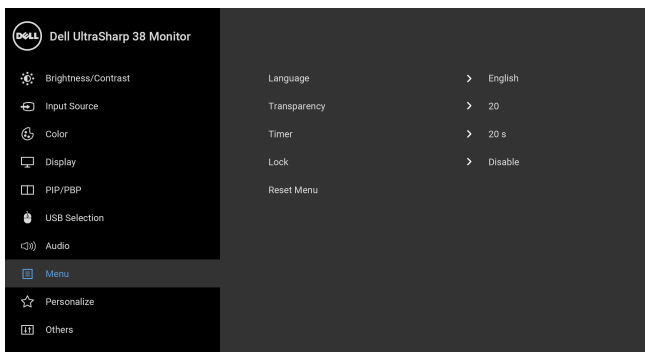 DELL Dell UltraSharp 38 Monitor
Brightness/Contrast
Input Source
Color
Display
PIP/PBP
USB Selection
Audio
Menu
Personalize
Others
Language English
Transparency 20
Timer 20 s
Lock Disable
Reset Menu